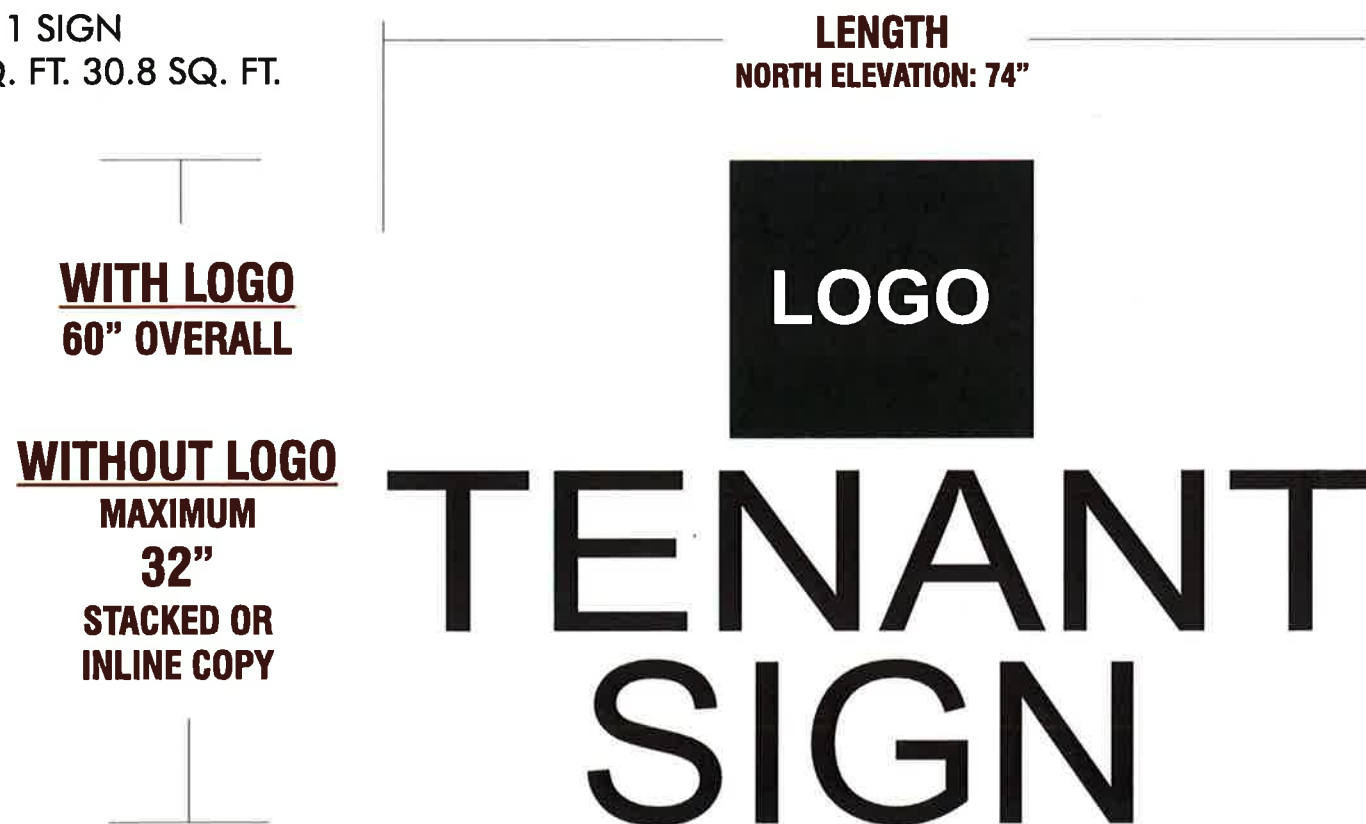 1 SIGN
Q. FT. 30.8 SQ. FT.
LENGTH
NORTH ELEVATION: 74”
WITH LOGO
60” OVERALL
WITHOUT LOGO
MAXIMUM
32”
STACKED OR
INLINE COPY
LOGO
TENANT
SIGN